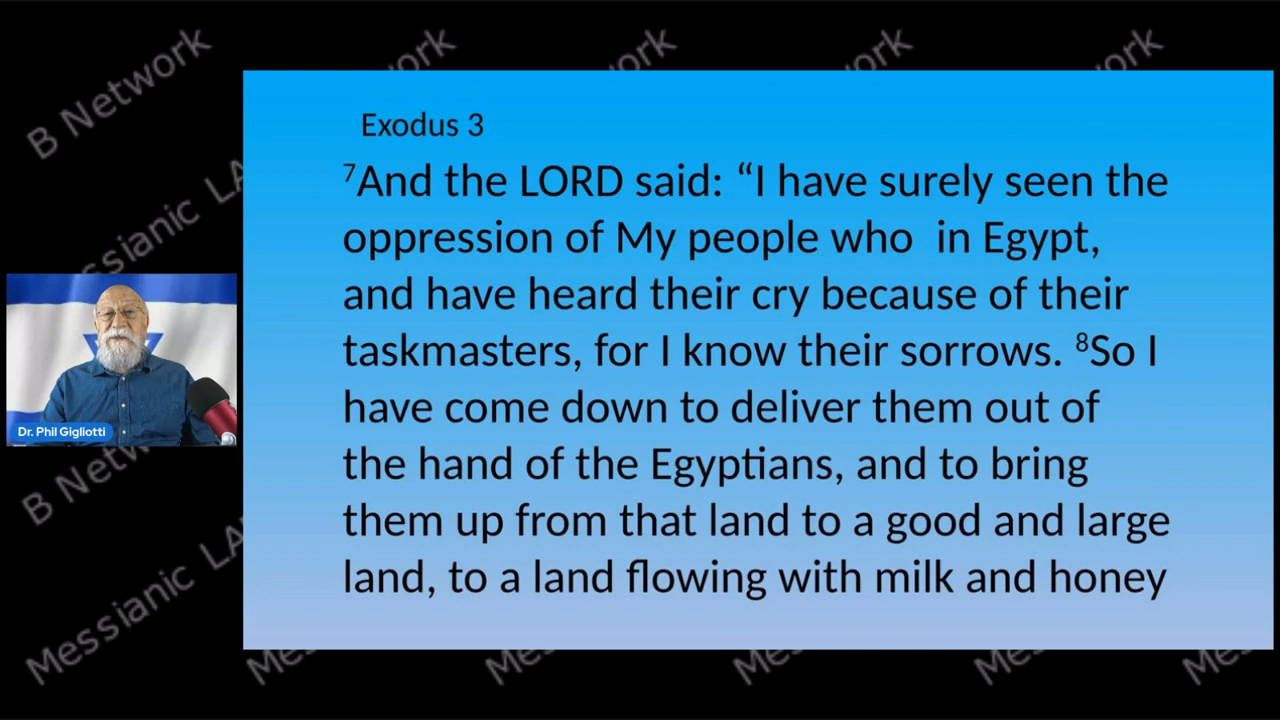 B Network
Exodus 3
7And the LORD said: “I have surely seen the
oppression of My people who  in Egypt,
and have heard their cry because of their
taskmasters, for I know their sorrows. 8So I
have come down to deliver them out of
the hand of the Egyptians, and to bring
them up from that land to a good and large
land, to a land flowing with milk and honey
Dr. Phil Gigliotti
Messianic